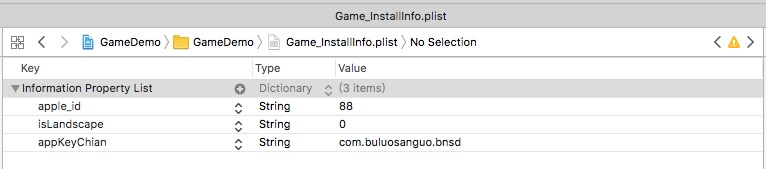 Game_InstallInfo.plist
GameDemo GameDemo Game_InstallInfo.plist No Selection
Key Type Value
Information Property List Dictionary (3 items)
apple_id String 88
isLandscape String 0
appKeyChian String com.buluosanguo.bnsd